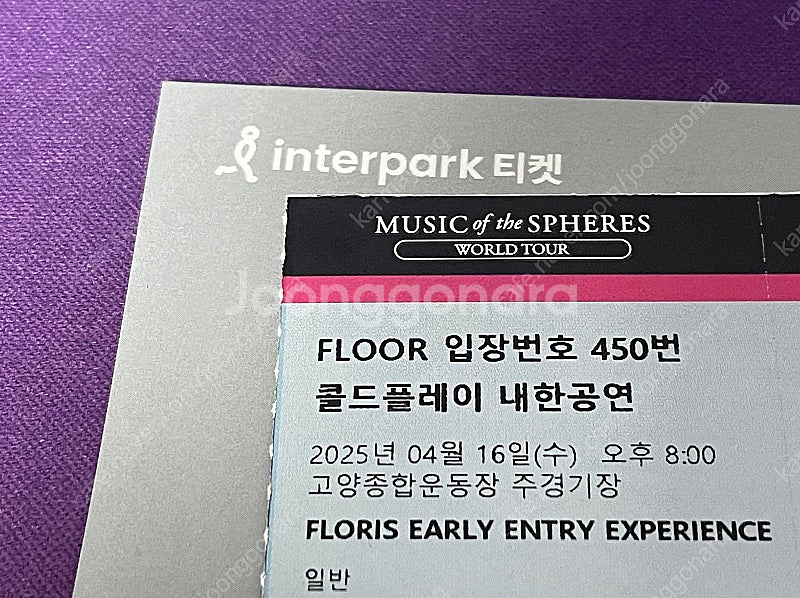 interpark 티켓
MUSIC of the SPHERES
WORLD TOUR
Joonggonara
FLOOR 입장번호 450번
콜드플레이 내한공연
2025년 04월 16일(수) 오후 8:00
고양종합운동장 주경기장
FLORIS EARLY ENTRY EXPERIENCE
일반